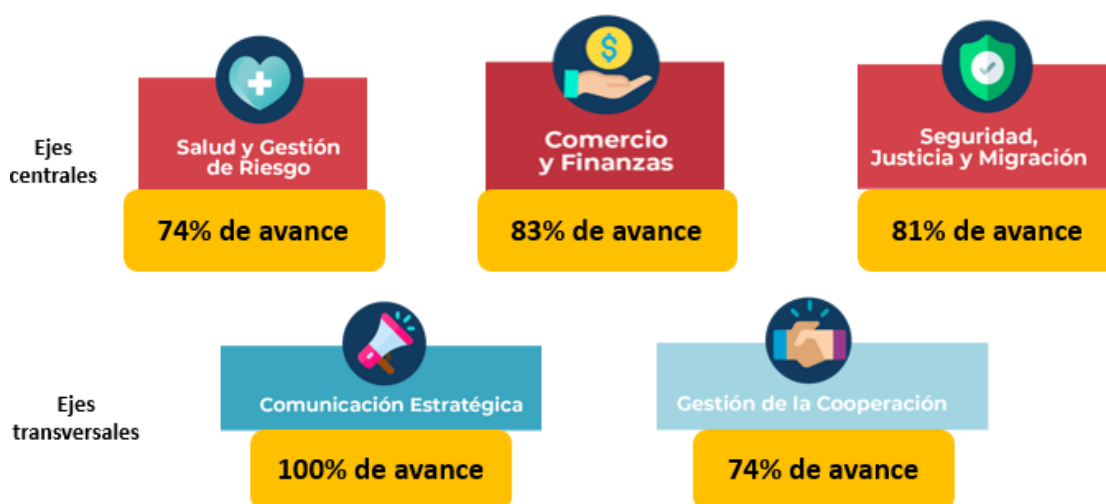 Ejes
centrales
Salud y Gestión
de Riesgo
74% de avance
$
Comercio
y Finanzas
83% de avance
Seguridad,
Justicia y Migración
81% de avance
Ejes
transversales
Comunicación Estratégica
100% de avance
Gestión de la Cooperación
74% de avance